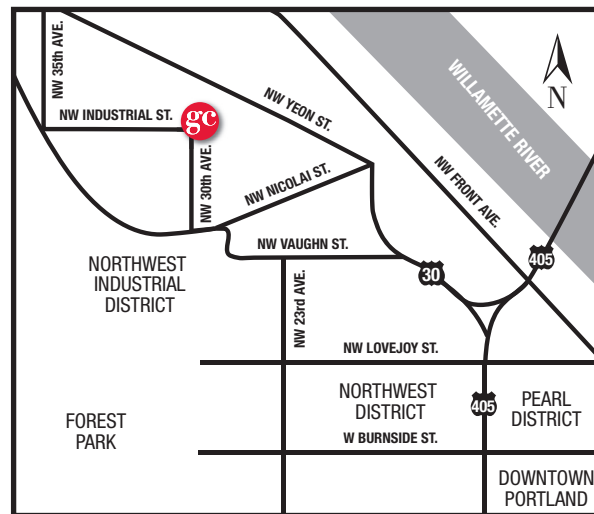 NW 35th AVE.
NW INDUSTRIAL ST.
gc
NW 30th AVE.
NW YEON ST.
WILLAMETTE RIVER
N
NW NICOLAI ST.
NW FRONT AVE.
NW VAUGHN ST.
405
30
NORTHWEST
INDUSTRIAL
DISTRICT
NW 23rd AVE.
NW LOVEJOY ST.
NORTHWEST
DISTRICT
405
PEARL
DISTRICT
FOREST
PARK
W BURNSIDE ST.
DOWNTOWN
PORTLAND